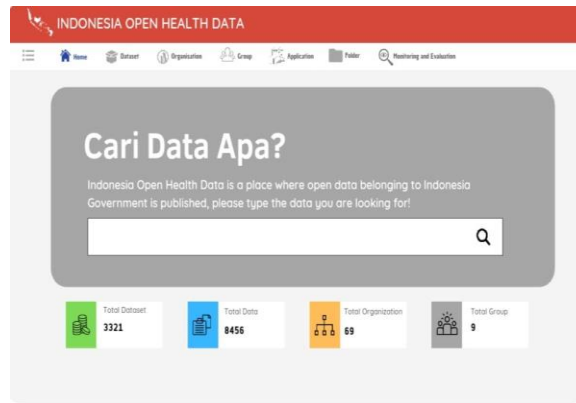 INDONESIA OPEN HEALTH DATA
Home Dataset Organisation Group Application Folder Monitoring and Evaluation
Cari Data Apa?
Indonesia Open Health Data is a place where open data belonging to Indonesia
Government is published, please type the data you are looking for!
Total Dataset
3321
Total Data
8456
Total Organization
69
Total Group
9